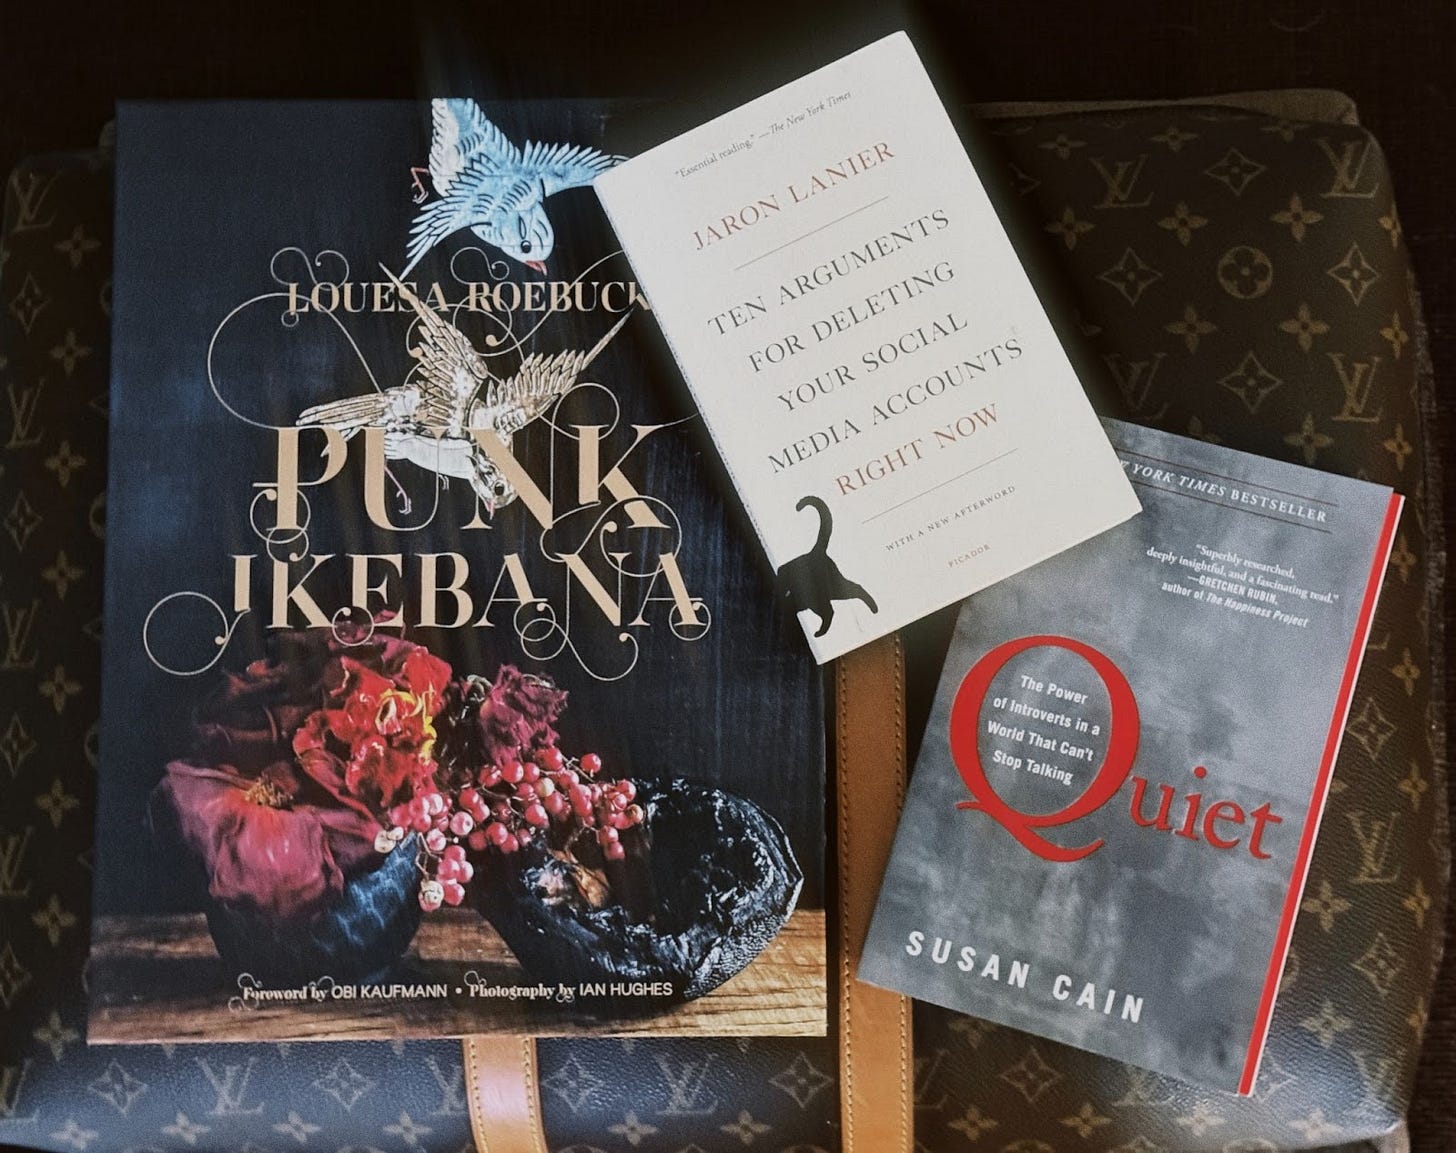 LOUESA ROEBUCK
PUNK
IKEBANA
Foreword by OBI KAUFMANN • Photography by IAN HUGHES
"Essential reading." —The New York Times
JARON LANIER
TEN ARGUMENTS
FOR DELETING
YOUR SOCIAL
MEDIA ACCOUNTS
RIGHT NOW
WITH A NEW AFTERWORD
PICADOR
YORK TIMES BESTSELLER
"Superbly researched,
deeply insightful, and a fascinating read."
—GRETCHEN RUBIN,
author of The Happiness Project
The Power
of Introverts in a
World That Can't
Stop Talking
Quiet
SUSAN CAIN
LV